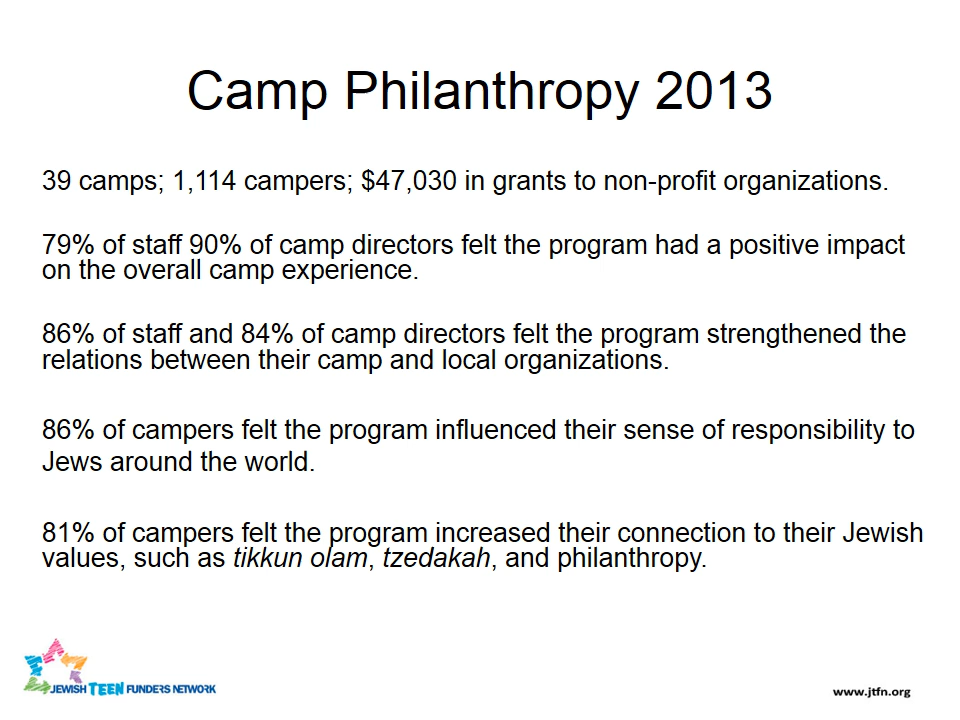 Camp Philanthropy 2013
39 camps; 1,114 campers; $47,030 in grants to non-profit organizations.
79% of staff 90% of camp directors felt the program had a positive impact
on the overall camp experience.
86% of staff and 84% of camp directors felt the program strengthened the
relations between their camp and local organizations.
86% of campers felt the program influenced their sense of responsibility to
Jews around the world.
81% of campers felt the program increased their connection to their Jewish
values, such as tikkun olam, tzedakah, and philanthropy.
JEWISH TEEN FUNDERS NETWORK
www.jtfn.org